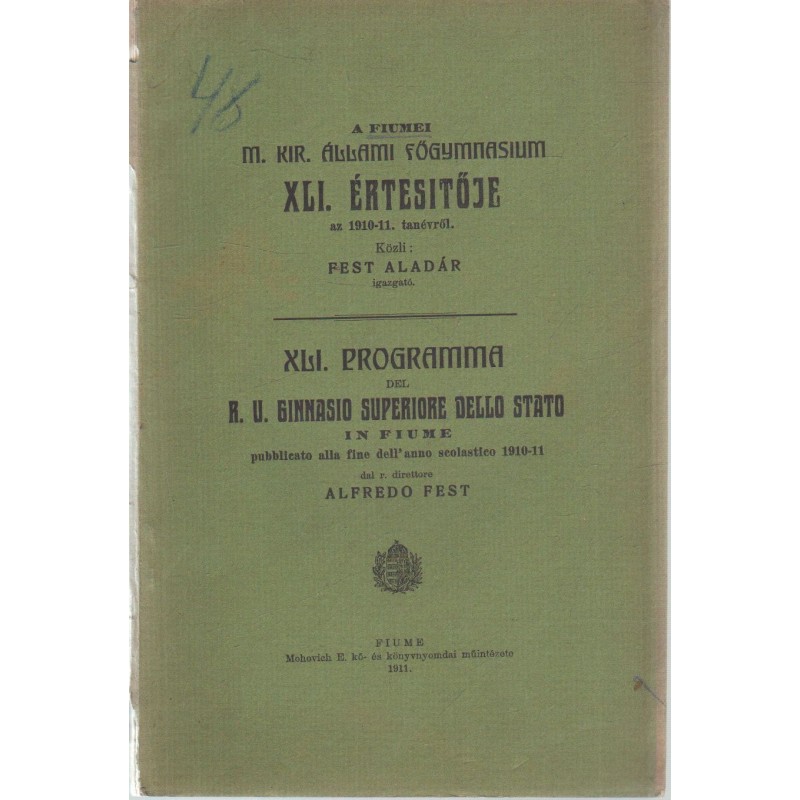 46
A FIUMEI
M. KIR. ÁLLAMI FŐGYMNASIUM
XLI. ÉRTESITŐJE
az 1910-11. tanévről.
Közli:
FEST ALADÁR
igazgató.
XLI. PROGRAMMA
DEL
R. U. GINNASIO SUPERIORE DELLO STATO
IN FIUME
pubblicato alla fine dell'anno scolastico 1910-11
dal r. direttore
ALFREDO FEST
FIUME
Mohovich E. kő- és könyvnyomdai műintézete
1911.